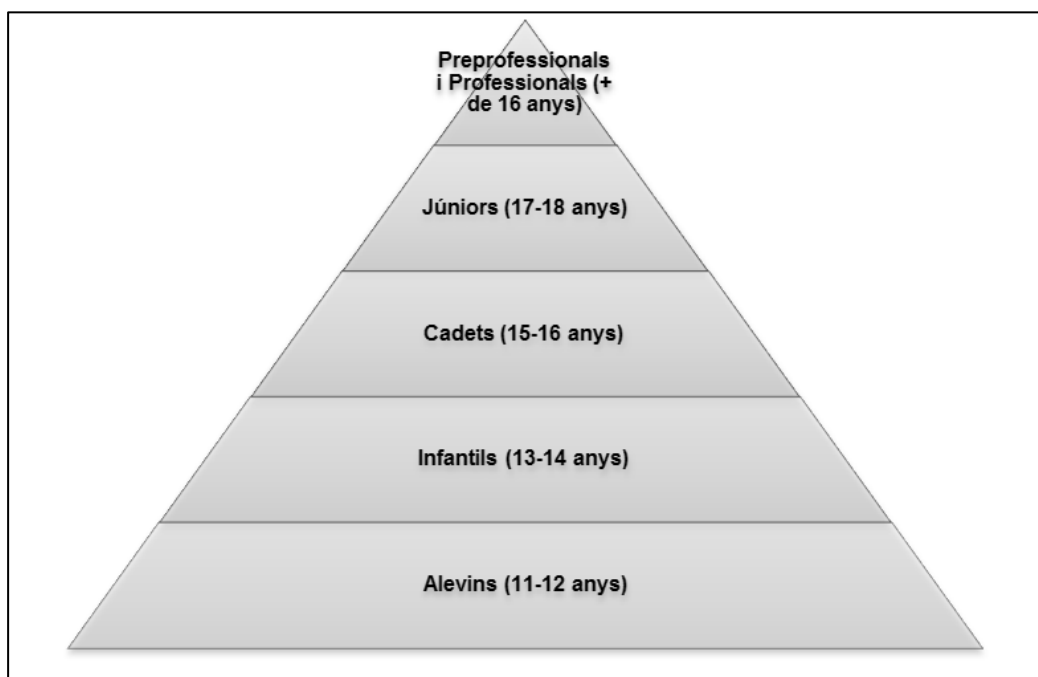 Preprofessionals
i Professionals (+
de 16 anys)
Júniors (17-18 anys)
Cadets (15-16 anys)
Infantils (13-14 anys)
Alevins (11-12 anys)